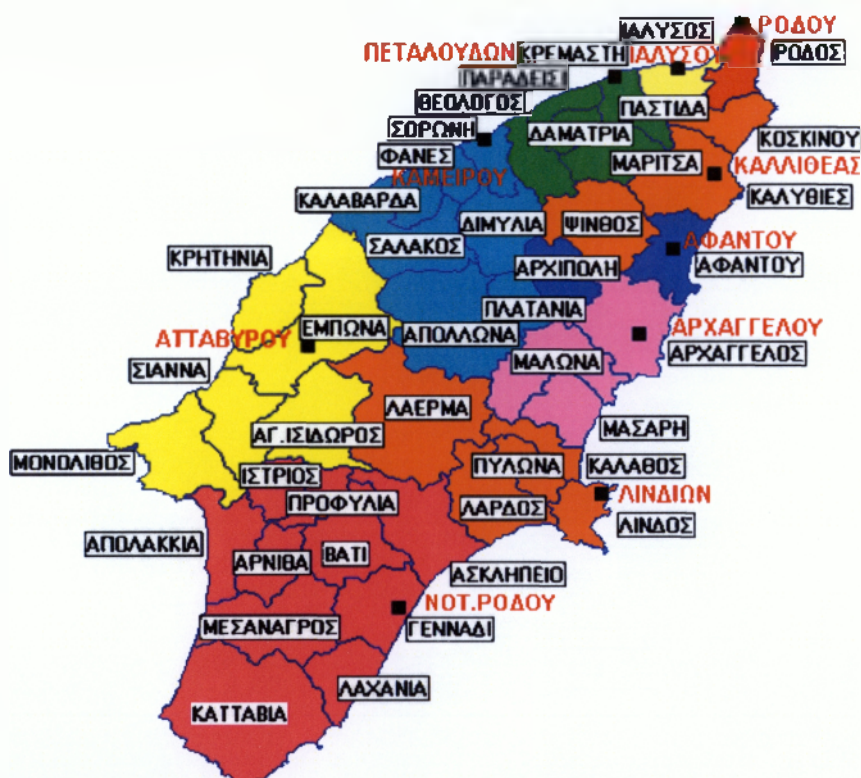 ΙΑΛΥΣΟΣ
ΡΟΔΟΥ
ΠΕΤΑΛΟΥΔΩΝ
ΚΡΕΜΑΣΤΗ
ΙΑΛΥΣΟΥ
ΡΟΔΟΣ
ΠΑΡΑΔΕΙΣΙ
ΘΕΟΛΟΓΟΣ
ΠΑΣΤΙΔΑ
ΣΟΡΩΝΗ
ΔΑΜΑΤΡΙΑ
ΚΟΣΚΙΝΟΥ
ΦΑΝΕΣ
ΜΑΡΙΤΣΑ
ΚΑΛΛΙΘΕΑΣ
ΚΑΜΕΙΡΟΥ
ΚΑΛΑΒΑΡΔΑ
ΚΑΛΥΘΙΕΣ
ΔΙΜΥΛΙΑ
ΨΙΝΘΟΣ
ΣΑΛΑΚΟΣ
ΑΦΑΝΤΟΥ
ΚΡΗΤΗΝΙΑ
ΑΡΧΙΠΟΛΗ
ΑΦΑΝΤΟΥ
ΠΛΑΤΑΝΙΑ
ΕΜΠΩΝΑ
ΑΡΧΑΓΓΕΛΟΥ
ΑΤΤΑΒΥΡΟΥ
ΑΠΟΛΛΩΝΑ
ΑΡΧΑΓΓΕΛΟΣ
ΜΑΛΩΝΑ
ΣΙΑΝΝΑ
ΛΑΕΡΜΑ
ΜΑΣΑΡΗ
ΑΓ.ΙΣΙΔΩΡΟΣ
ΜΟΝΟΛΙΘΟΣ
ΠΥΛΩΝΑ
ΚΑΛΑΘΟΣ
ΙΣΤΡΙΟΣ
ΛΙΝΔΙΩΝ
ΠΡΟΦΥΛΙΑ
ΛΑΡΔΟΣ
ΛΙΝΔΟΣ
ΑΠΟΛΑΚΚΙΑ
ΒΑΤΙ
ΑΡΝΙΘΑ
ΑΣΚΛΗΠΕΙΟ
ΝΟΤ.ΡΟΔΟΥ
ΜΕΣΑΝΑΓΡΟΣ
ΓΕΝΝΑΔΙ
ΛΑΧΑΝΙΑ
ΚΑΤΤΑΒΙΑ